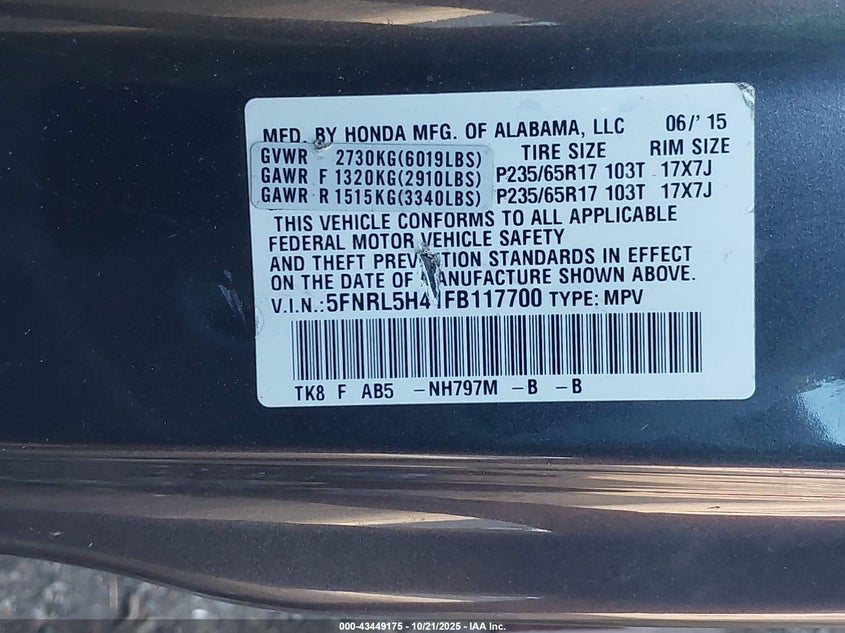 MFD. BY HONDA MFG. OF ALABAMA, LLC 06/'15
GVWR 2730KG(6019LBS) TIRE SIZE RIM SIZE
GAWR F 1320KG(2910LBS) P235/65R17 103T 17X7J
GAWR R 1515KG(3340LBS) P235/65R17 103T 17X7J
THIS VEHICLE CONFORMS TO ALL APPLICABLE
FEDERAL MOTOR VEHICLE SAFETY
AND THEFT PREVENTION STANDARDS IN EFFECT
ON THE DATE OF MANUFACTURE SHOWN ABOVE.
V.I.N.:5FNRL5H41FB117700 TYPE: MPV
TK8 F AB5 -NH797M -B -B
000-43449175 - 10/21/2025 - IAA Inc.